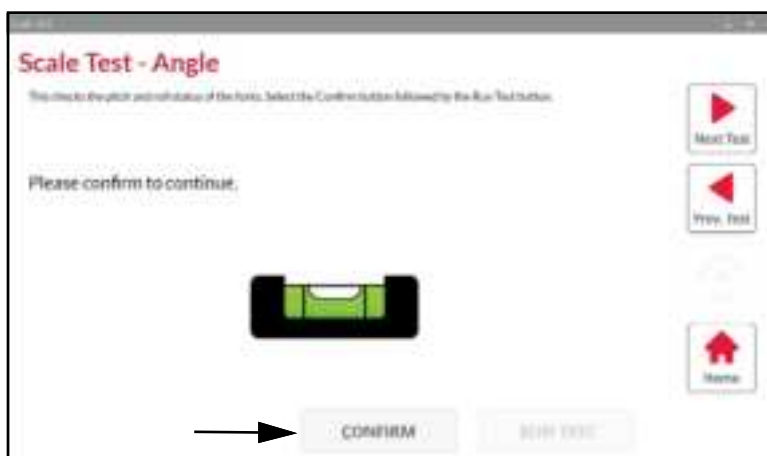 Scale Test - Angle
This checks the pitch and roll status of the forks. Select the Confirm button followed by the Run Test button.
Please confirm to continue.
Next Test
Prev. Test
Home
CONFIRM
RUN TEST